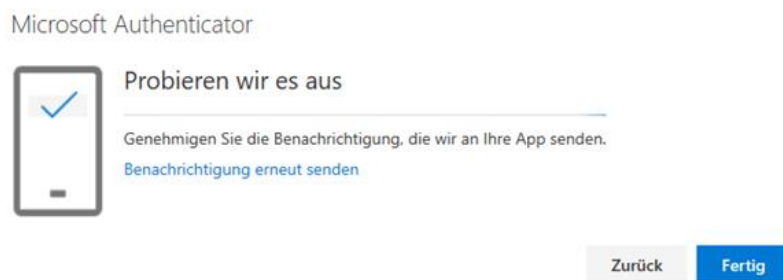 Microsoft Authenticator
Probieren wir es aus
Genehmigen Sie die Benachrichtigung, die wir an Ihre App senden.
Benachrichtigung erneut senden
Zurück
Fertig